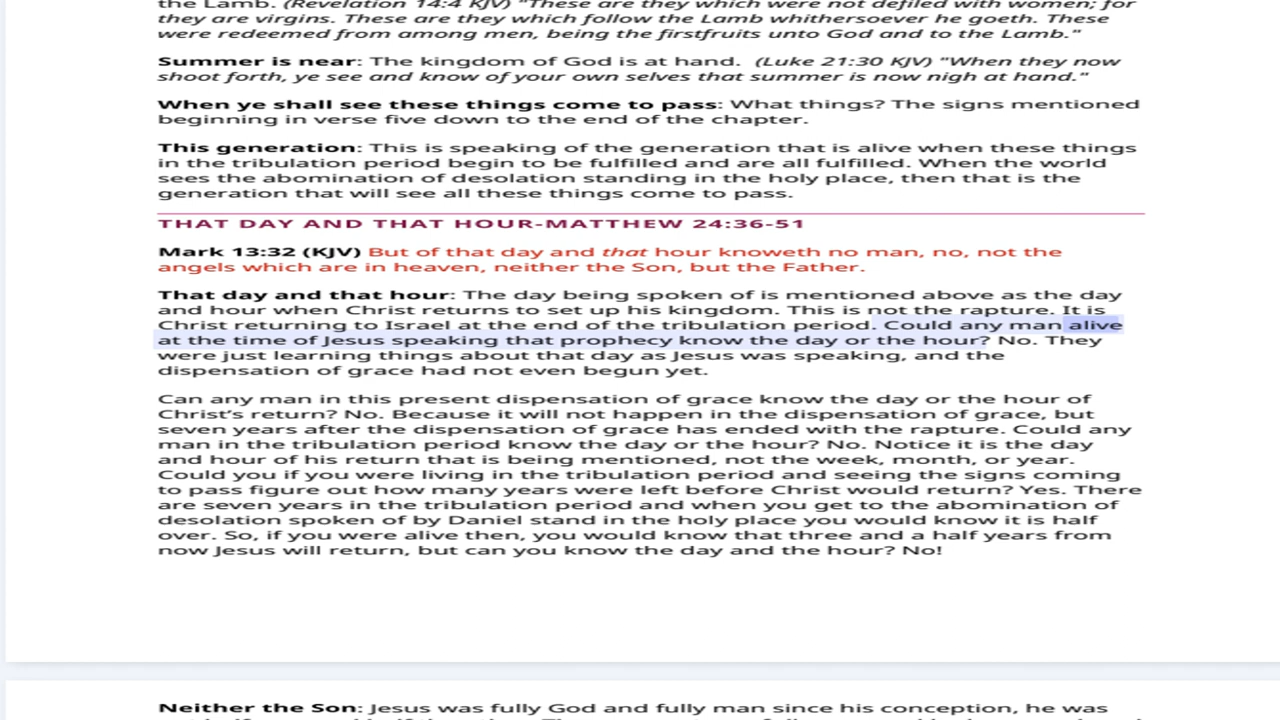 the Lamb. (Revelation 14:4 KJV) "These are they which were not defiled with women; for
they are virgins. These are they which follow the Lamb whithersoever he goeth. These
were redeemed from among men, being the firstfruits unto God and to the Lamb."
Summer is near: The kingdom of God is at hand. (Luke 21:30 KJV) "When they now
shoot forth, ye see and know of your own selves that summer is now nigh at hand."
When ye shall see these things come to pass: What things? The signs mentioned
beginning in verse five down to the end of the chapter.
This generation: This is speaking of the generation that is alive when these things
in the tribulation period begin to be fulfilled and are all fulfilled. When the world
sees the abomination of desolation standing in the holy place, then that is the
generation that will see all these things come to pass.
THAT DAY AND THAT HOUR-MATTHEW 24:36-51
Mark 13:32 (KJV) But of that day and that hour knoweth no man, no, not the
angels which are in heaven, neither the Son, but the Father.
That day and that hour: The day being spoken of is mentioned above as the day
and hour when Christ returns to set up his kingdom. This is not the rapture. It is
Christ returning to Israel at the end of the tribulation period. Could any man alive
at the time of Jesus speaking that prophecy know the day or the hour? No. They
were just learning things about that day as Jesus was speaking, and the
dispensation of grace had not even begun yet.
Can any man in this present dispensation of grace know the day or the hour of
Christ's return? No. Because it will not happen in the dispensation of grace, but
seven years after the dispensation of grace has ended with the rapture. Could any
man in the tribulation period know the day or the hour? No. Notice it is the day
and hour of his return that is being mentioned, not the week, month, or year.
Could you if you were living in the tribulation period and seeing the signs coming
to pass figure out how many years were left before Christ would return? Yes. There
are seven years in the tribulation period and when you get to the abomination of
desolation spoken of by Daniel stand in the holy place you would know it is half
over. So, if you were alive then, you would know that three and a half years from
now Jesus will return, but can you know the day and the hour? No!
Neither the Son: Jesus was fully God and fully man since his conception, he was